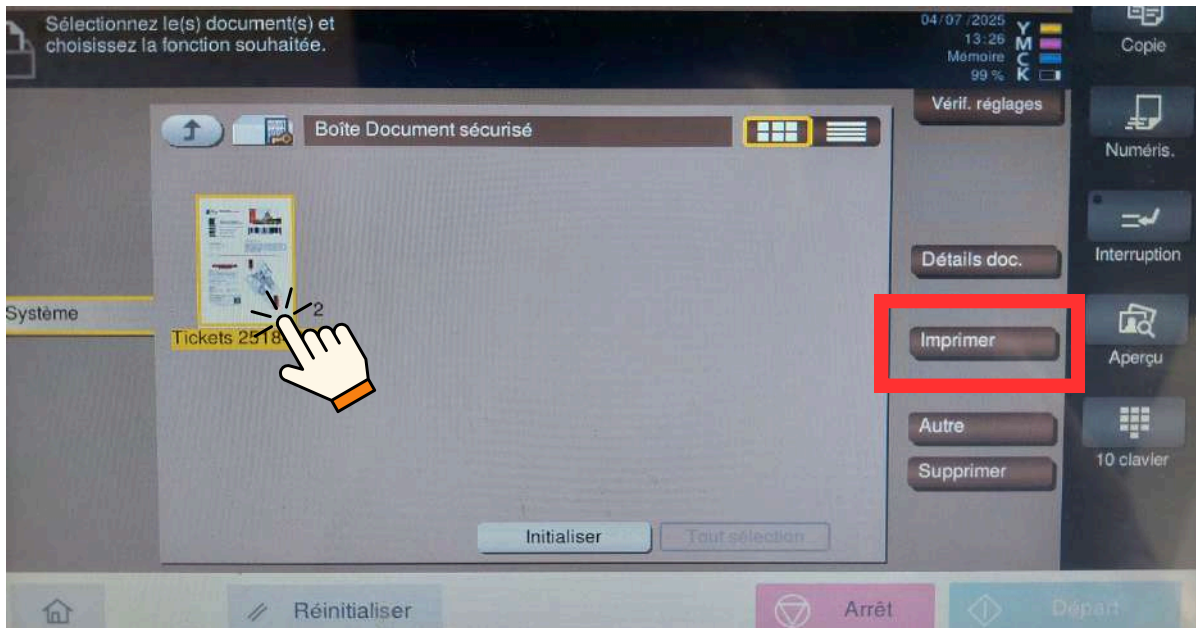 Sélectionnez le(s) document(s) et
choisissez la fonction souhaitée.
04/07/2025
13:26
Mémoire
99 %
Y
M
C
K
Copie
Vérif. réglages
Boîte Document sécurisé
Numéris.
Interruption
Détails doc.
Système
2
Tickets 2518
Imprimer
Aperçu
Autre
Supprimer
10 clavier
Initialiser
Tout sélection
Réinitialiser
Arrêt
Départ